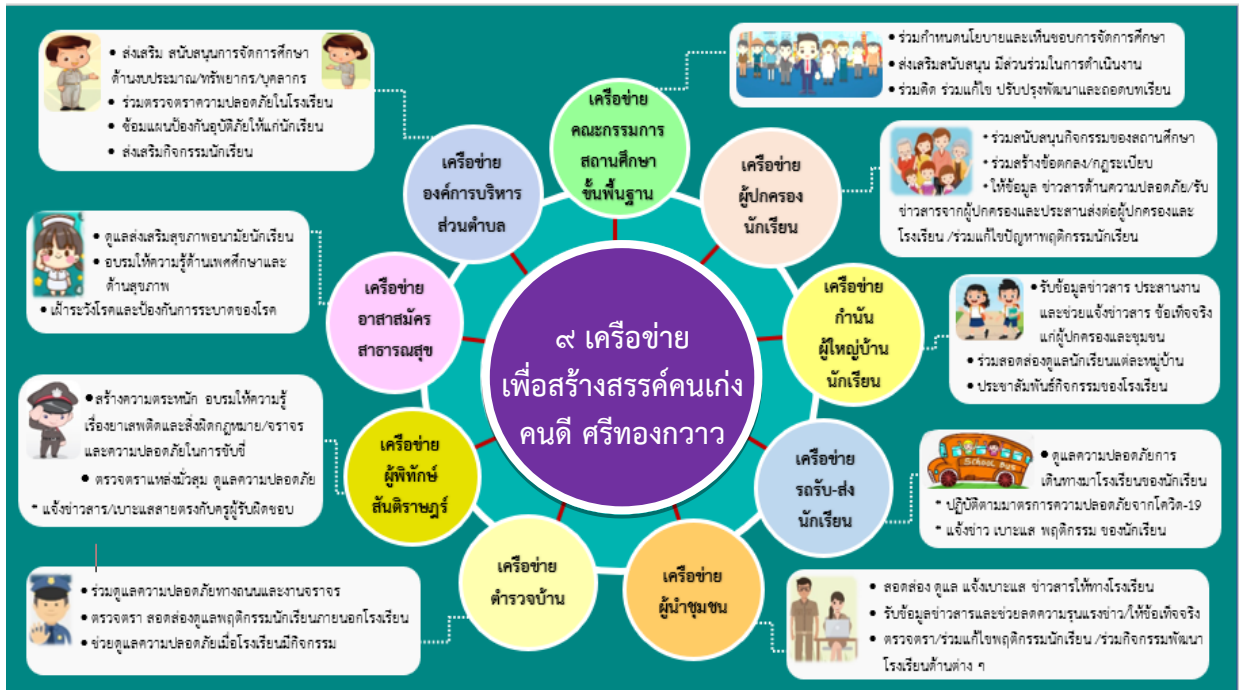 ๙ เครือข่าย
เพื่อสร้างสรรค์คนเก่ง
คนดี ศรีทองกวาว
เครือข่าย
คณะกรรมการ
สถานศึกษา
ขั้นพื้นฐาน
• ร่วมกำหนดนโยบายและเห็นชอบการจัดการศึกษา
• ส่งเสริมสนับสนุน มีส่วนร่วมในการดำเนินงาน
• ร่วมคิด ร่วมแก้ไข ปรับปรุงพัฒนาและถอดบทเรียน
เครือข่าย
ผู้ปกครอง
นักเรียน
* ร่วมสนับสนุนกิจกรรมของสถานศึกษา
* ร่วมสร้างข้อตกลง/กฎระเบียบ
* ให้ข้อมูล ข่าวสารด้านความปลอดภัย/รับ
ข่าวสารจากผู้ปกครองและประสานส่งต่อผู้ปกครองและ
โรงเรียน /ร่วมแก้ไขปัญหาพฤติกรรมนักเรียน
เครือข่าย
กำนัน
ผู้ใหญ่บ้าน
นักเรียน
• รับข้อมูลข่าวสาร ประสานงาน
และช่วยแจ้งข่าวสาร ข้อเท็จจริง
แก่ผู้ปกครองและชุมชน
• ร่วมสอดส่องดูแลนักเรียนแต่ละหมู่บ้าน
• ประชาสัมพันธ์กิจกรรมของโรงเรียน
เครือข่าย
รถรับ-ส่ง
นักเรียน
SCHOOL BUS
• ดูแลความปลอดภัยการ
เดินทางมาโรงเรียนของนักเรียน
* ปฏิบัติตามมาตรการความปลอดภัยจากโควิด-19
* แจ้งข่าว เบาะแส พฤติกรรม ของนักเรียน
เครือข่าย
ผู้นำชุมชน
• สอดส่อง ดูแล แจ้งเบาะแส ข่าวสารให้ทางโรงเรียน
• รับข้อมูลข่าวสารและช่วยลดความรุนแรงข่าว/ให้ข้อเท็จจริง
• ตรวจตรา/ร่วมแก้ไขพฤติกรรมนักเรียน /ร่วมกิจกรรมพัฒนา
โรงเรียนด้านต่าง ๆ
เครือข่าย
ตำรวจบ้าน
• ร่วมดูแลความปลอดภัยทางถนนและงานจราจร
• ตรวจตรา สอดส่องดูแลพฤติกรรมนักเรียนภายนอกโรงเรียน
• ช่วยดูแลความปลอดภัยเมื่อโรงเรียนมีกิจกรรม
เครือข่าย
ผู้พิทักษ์
สันติราษฎร์
• สร้างความตระหนัก อบรมให้ความรู้
เรื่องยาเสพติดและสิ่งผิดกฎหมาย/จราจร
และความปลอดภัยในการขับขี่
• ตรวจตราแหล่งมั่วสุม ดูแลความปลอดภัย
* แจ้งข่าวสาร/เบาะแสสายตรงกับครูผู้รับผิดชอบ
เครือข่าย
อาสาสมัคร
สาธารณสุข
• ดูแลส่งเสริมสุขภาพอนามัยนักเรียน
• อบรมให้ความรู้ด้านเพศศึกษาและ
ด้านสุขภาพ
• เฝ้าระวังโรคและป้องกันการระบาดของโรค
เครือข่าย
องค์การบริหาร
ส่วนตำบล
• ส่งเสริม สนับสนุนการจัดการศึกษา
ด้านงบประมาณ/ทรัพยากร/บุคลากร
• ร่วมตรวจตราความปลอดภัยในโรงเรียน
• ซ้อมแผนป้องกันอุบัติภัยให้แก่นักเรียน
• ส่งเสริมกิจกรรมนักเรียน